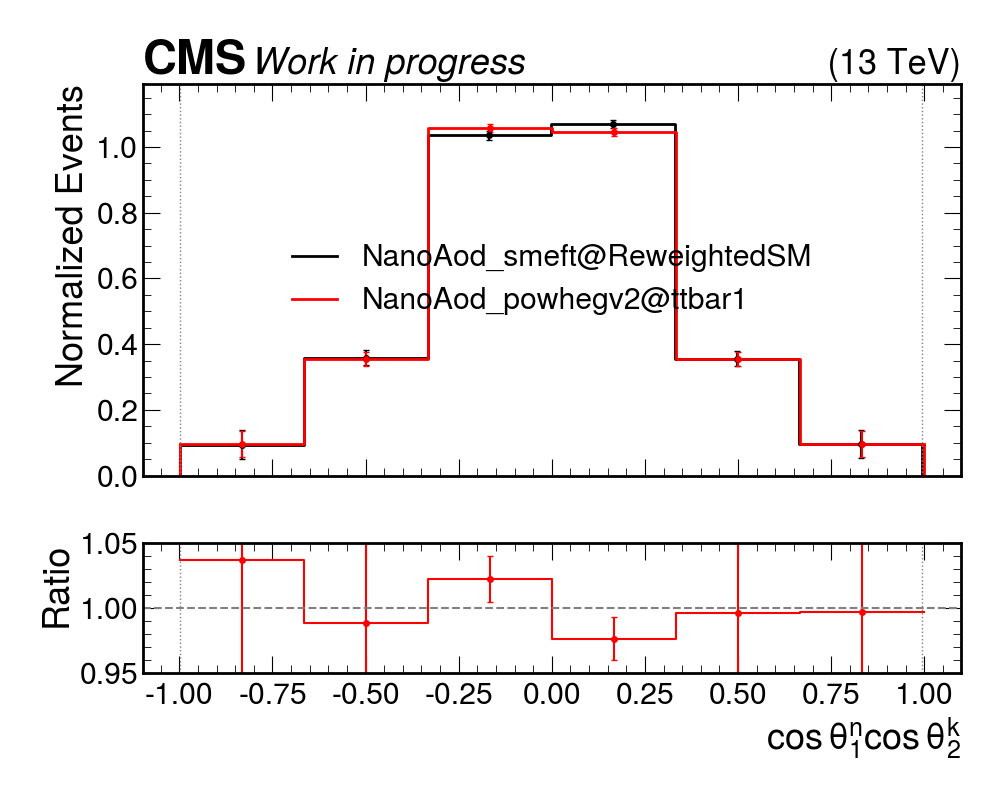 CMS Work in progress (13 TeV)
Normalized Events
1.0
0.8
0.6
0.4
0.2
0.0
NanoAod_smeft@ReweightedSM
NanoAod_powhegv2@ttbar1
Ratio
1.05
1.00
0.95
-1.00 -0.75 -0.50 -0.25 0.00 0.25 0.50 0.75 1.00
cos θ₁ⁿcos θ₂ᵏ